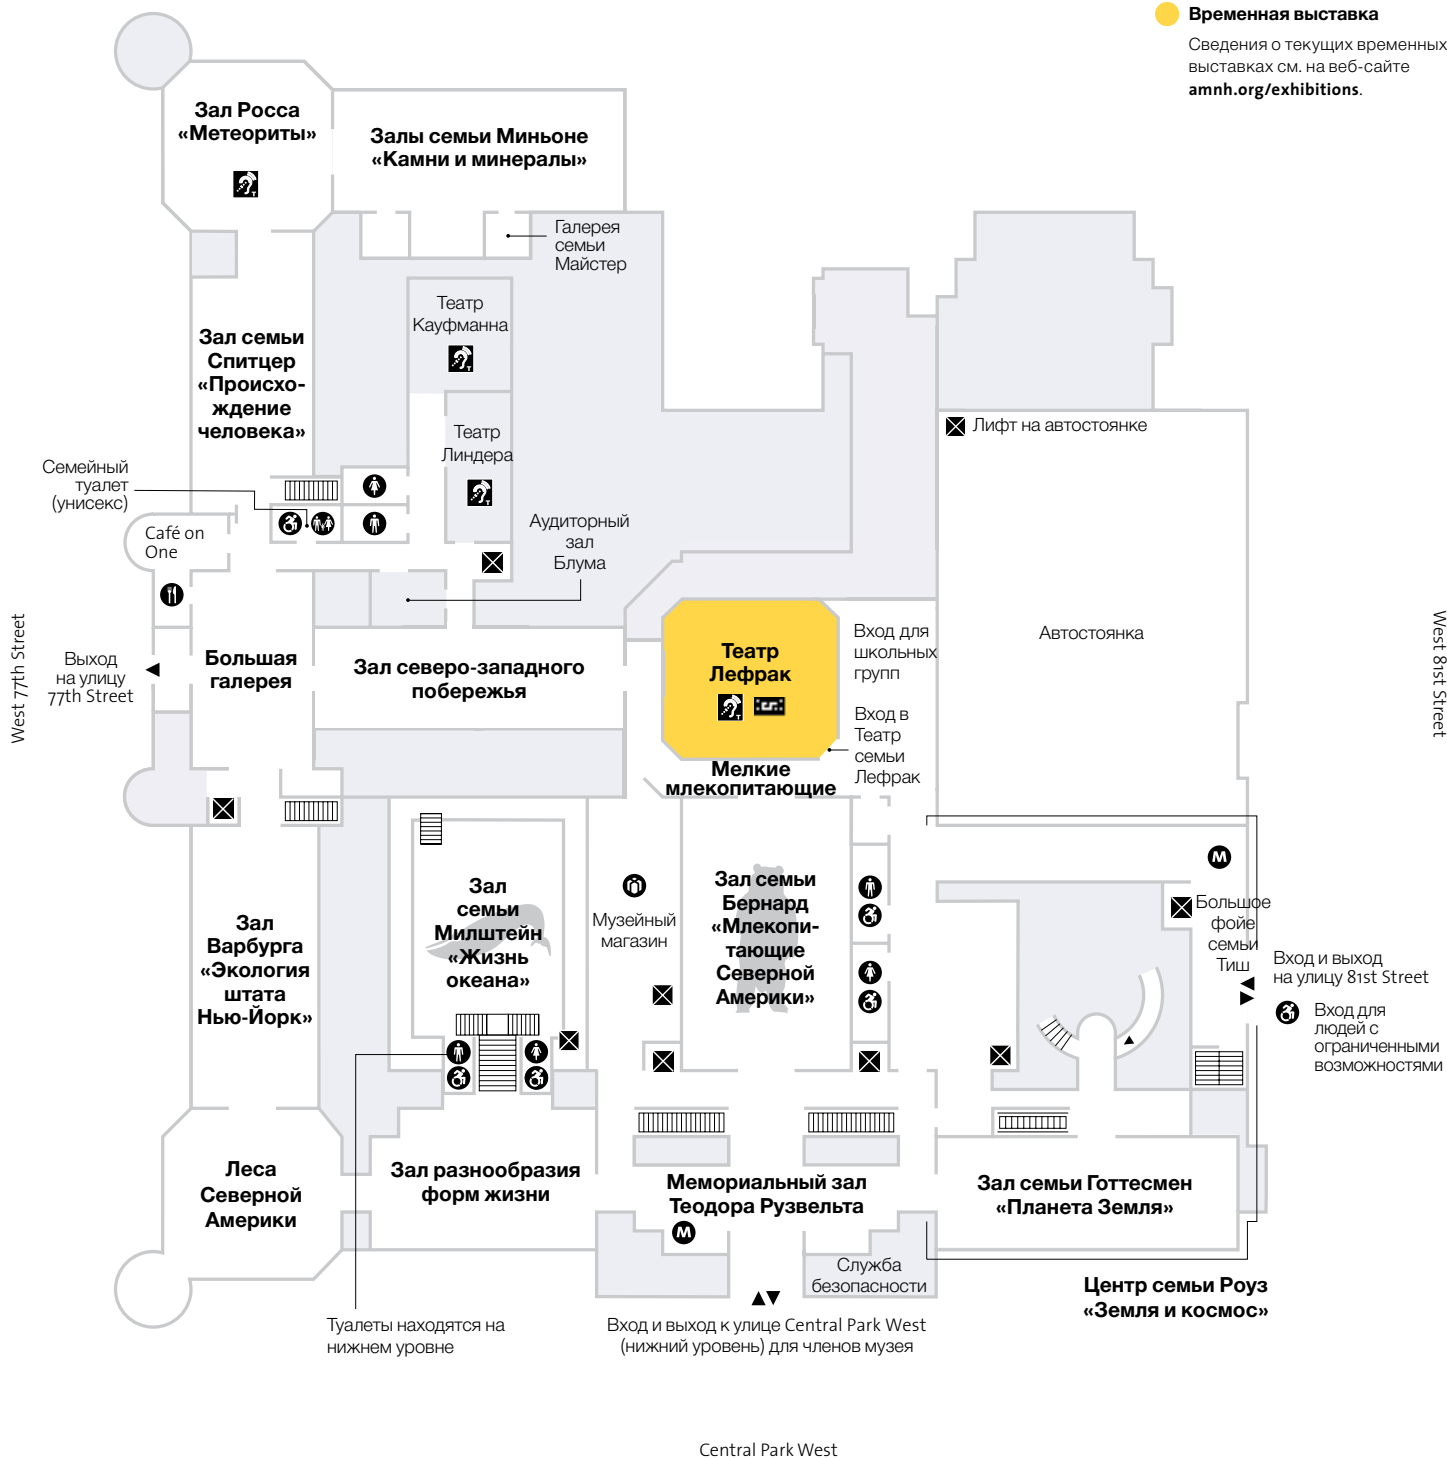 Временная выставка
Сведения о текущих временных
выставках см. на веб-сайте
amnh.org/exhibitions.
Зал Росса
«Метеориты»
Залы семьи Миньоне
«Камни и минералы»
Галерея
семьи
Майстер
Театр
Кауфманна
Зал семьи
Спитцер
«Происхо-
ждение
человека»
Театр
Линдера
Лифт на автостоянке
Семейный
туалет
(унисекс)
Café on
One
Аудиторный
зал
Блума
West 77th Street
Выход
на улицу
77th Street
Большая
галерея
Зал северо-западного
побережья
Театр
Лефрак
Вход для
школьных
групп
Вход в
Театр
семьи
Лефрак
Автостоянка
West 81st Street
Мелкие
млекопитающие
Зал
Варбурга
«Экология
штата
Нью-Йорк»
Зал
семьи
Милштейн
«Жизнь
океана»
Музейный
магазин
Зал семьи
Бернард
«Млекопи-
тающие
Северной
Америки»
M
Большое
фойе
семьи
Тиш
Вход и выход
на улицу 81st Street
Вход для
людей с
ограниченными
возможностями
Леса
Северной
Америки
Зал разнообразия
форм жизни
Мемориальный зал
Теодора Рузвельта
M
Зал семьи Готтесмен
«Планета Земля»
Служба
безопасности
Центр семьи Роуз
«Земля и космос»
Туалеты находятся на
нижнем уровне
Вход и выход к улице Central Park West
(нижний уровень) для членов музея
Central Park West